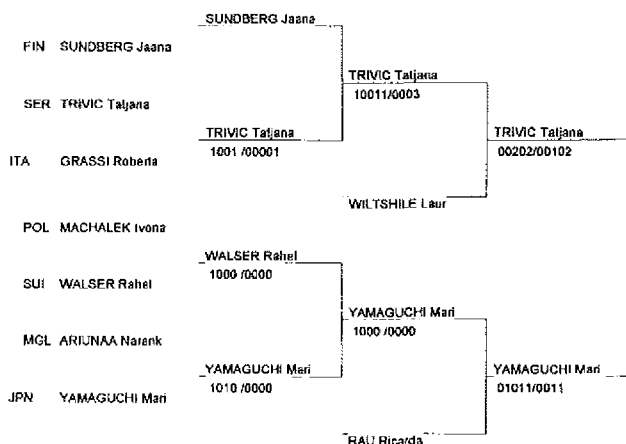 SUNDBERG Jaana
FIN SUNDBERG Jaana
TRIVIC Tatjana
10011/0003
SER TRIVIC Tatjana
TRIVIC Tatjana
1001 /00001
TRIVIC Tatjana
00202/00102
ITA GRASSI Roberta
WILTSHILE Laur
POL MACHALEK Ivona
WALSER Rahel
1000 /0000
SUI WALSER Rahel
YAMAGUCHI Mari
1000 /0000
MGL ARIUNAA Narank
YAMAGUCHI Mari
1010 /0000
YAMAGUCHI Mari
01011/0011
JPN YAMAGUCHI Mari
RAU Ricarda